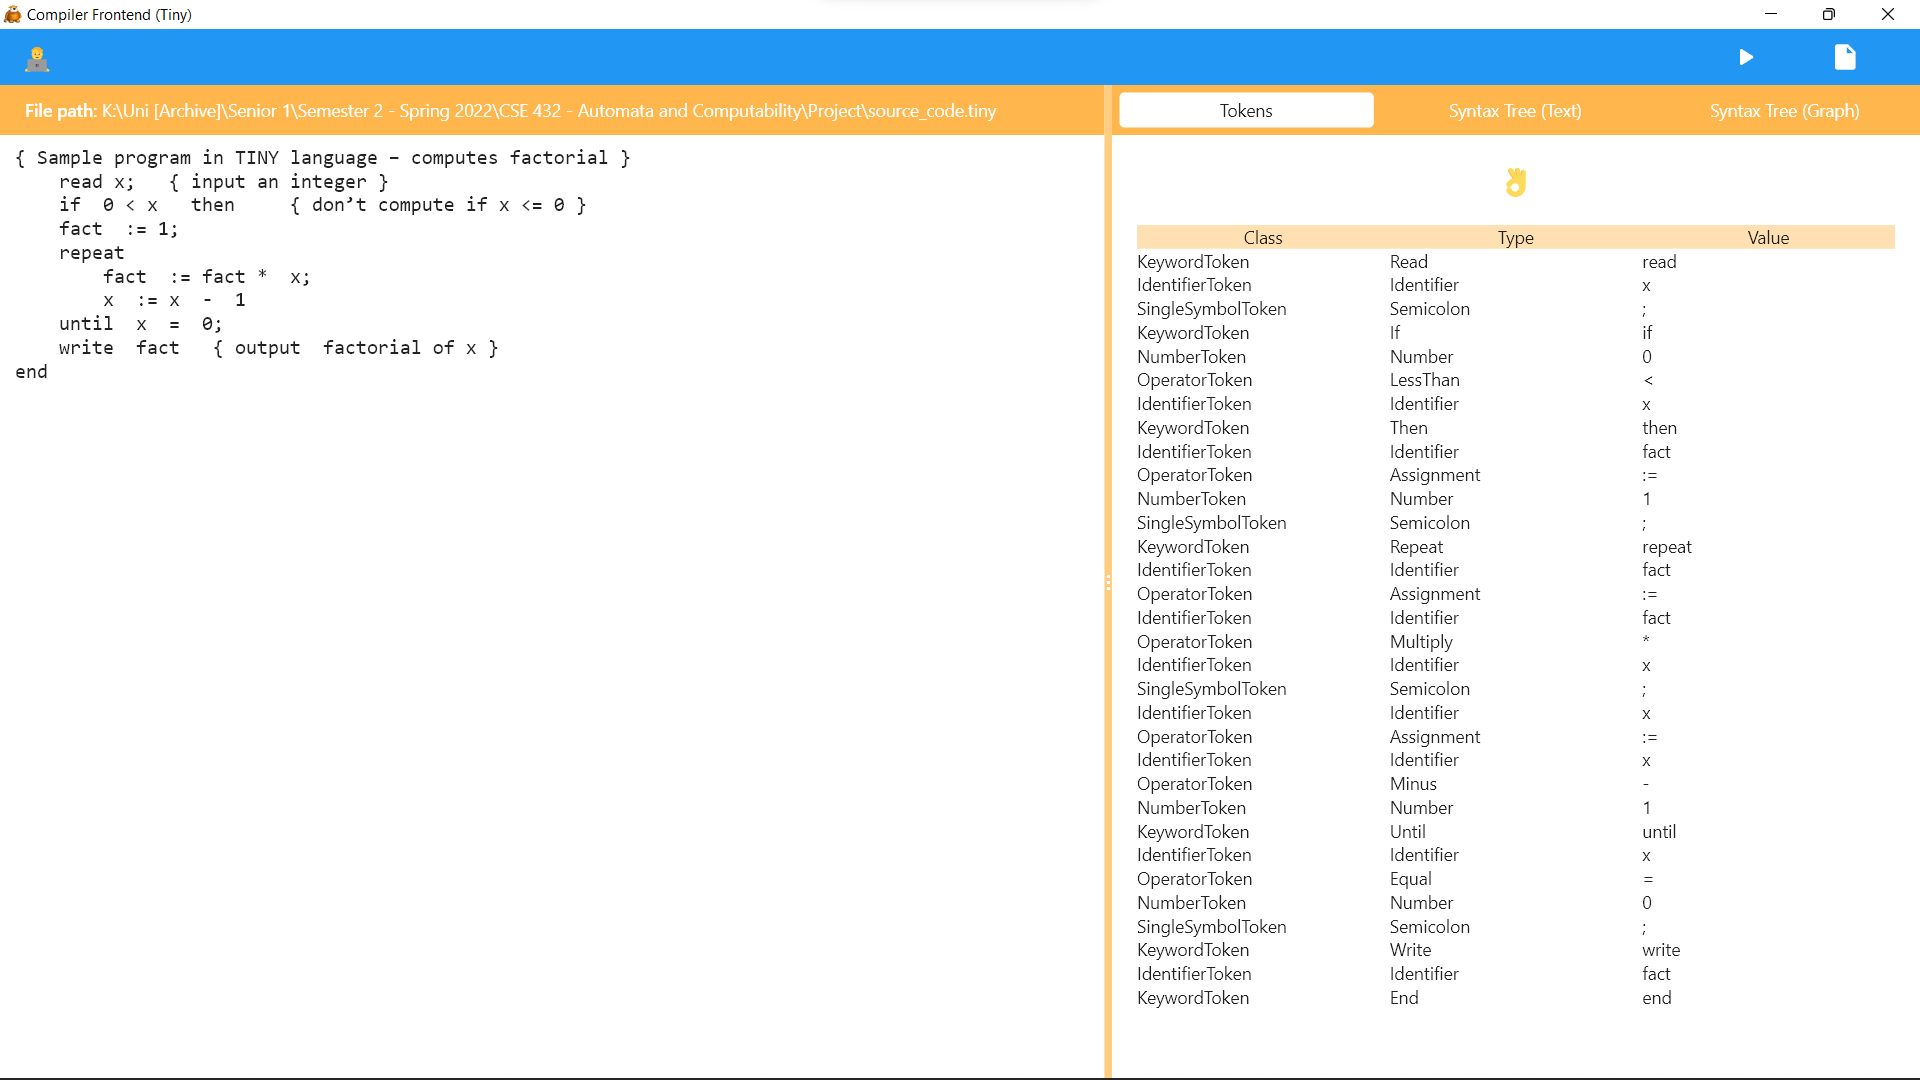 Compiler Frontend (Tiny)
File path: K:\Uni [Archive]\Senior 1\Semester 2 - Spring 2022\CSE 432 - Automata and Computability\Project\source_code.tiny
{ Sample program in TINY language – computes factorial }
    read x;   { input an integer }
    if  0 < x   then     { don’t compute if x <= 0 }
    fact  := 1;
    repeat
        fact  := fact *  x;
        x  := x  -  1
    until  x  =  0;
    write  fact   { output  factorial of x }
end
Tokens Syntax Tree (Text) Syntax Tree (Graph)
Class Type Value
KeywordToken Read read
IdentifierToken Identifier x
SingleSymbolToken Semicolon ;
KeywordToken If if
NumberToken Number 0
OperatorToken LessThan <
IdentifierToken Identifier x
KeywordToken Then then
IdentifierToken Identifier fact
OperatorToken Assignment :=
NumberToken Number 1
SingleSymbolToken Semicolon ;
KeywordToken Repeat repeat
IdentifierToken Identifier fact
OperatorToken Assignment :=
IdentifierToken Identifier fact
OperatorToken Multiply *
IdentifierToken Identifier x
SingleSymbolToken Semicolon ;
IdentifierToken Identifier x
OperatorToken Assignment :=
IdentifierToken Identifier x
OperatorToken Minus -
NumberToken Number 1
KeywordToken Until until
IdentifierToken Identifier x
OperatorToken Equal =
NumberToken Number 0
SingleSymbolToken Semicolon ;
KeywordToken Write write
IdentifierToken Identifier fact
KeywordToken End end